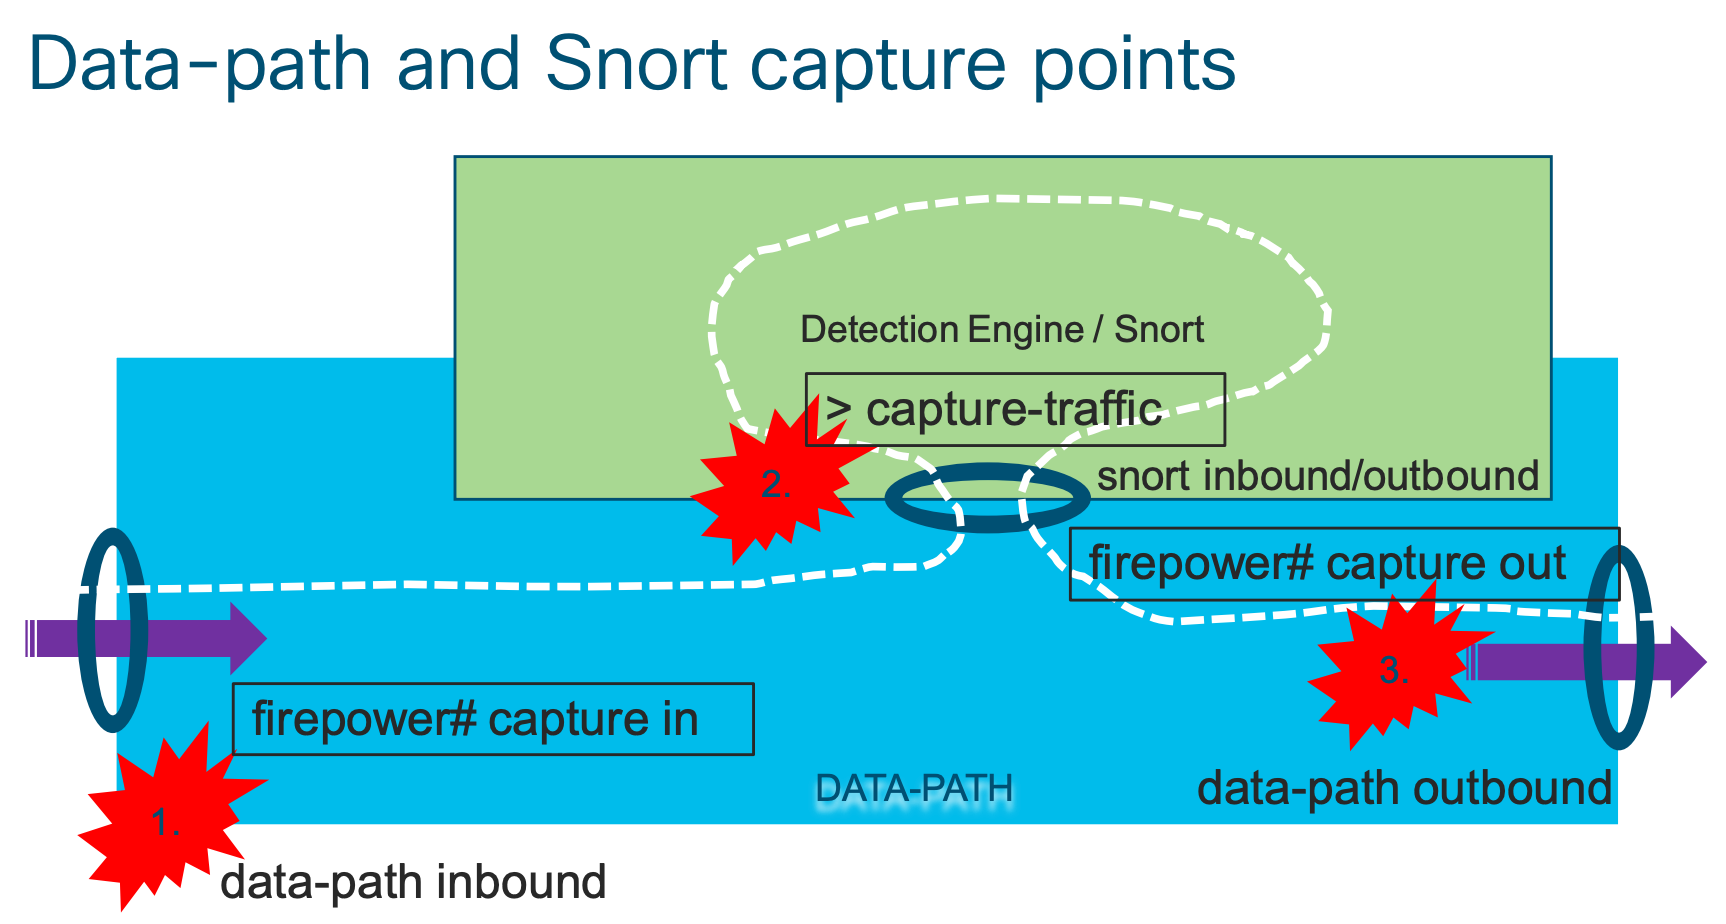 Data-path and Snort capture points
Detection Engine / Snort
> capture-traffic
2.
snort inbound/outbound
firepower# capture out
3.
firepower# capture in
DATA-PATH
data-path outbound
1.
data-path inbound